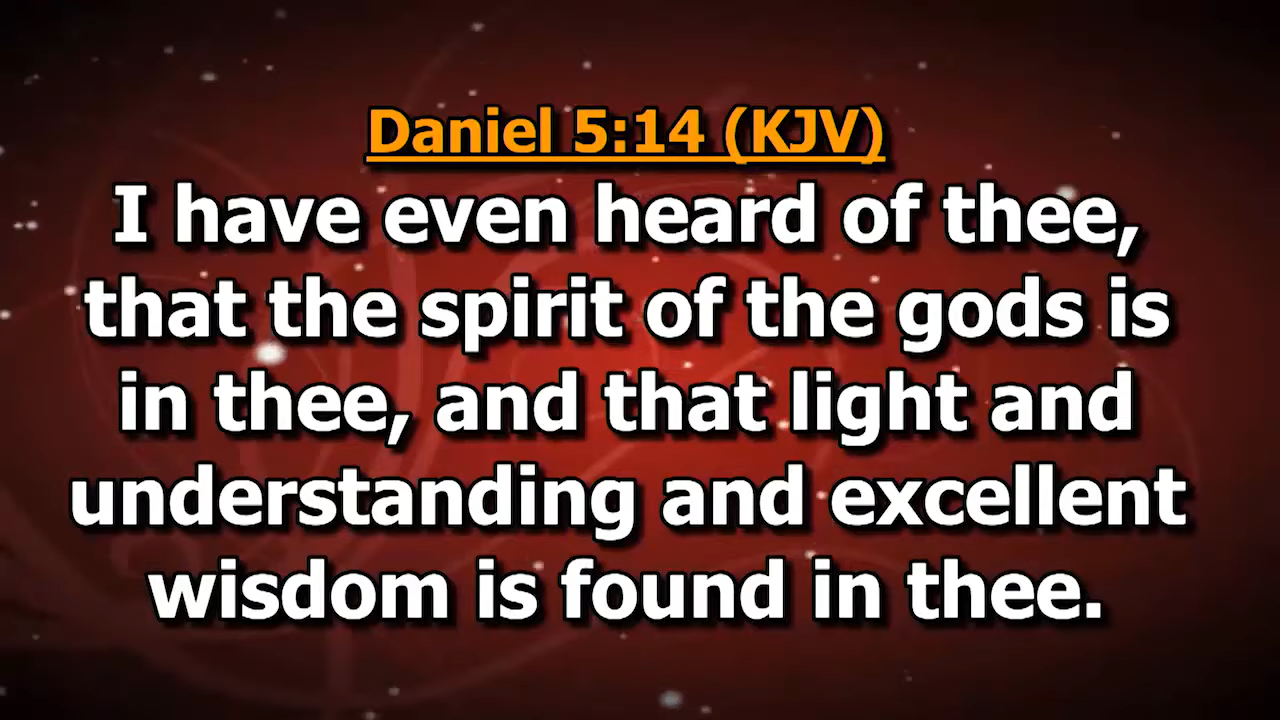 Daniel 5:14 (KJV)
I have even heard of thee,
that the spirit of the gods is
in thee, and that light and
understanding and excellent
wisdom is found in thee.